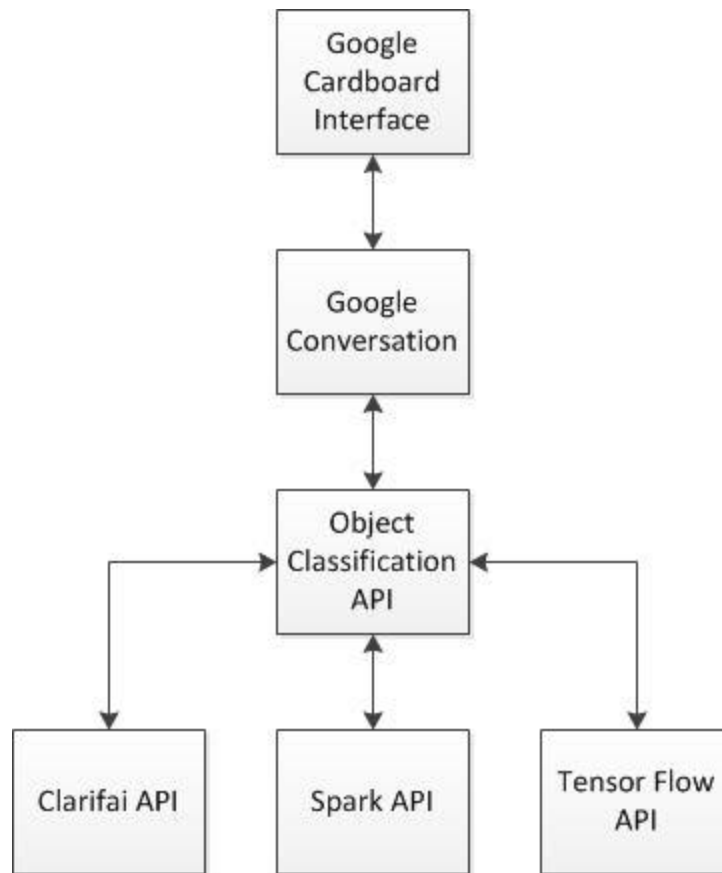 Google
Cardboard
Interface
Google
Conversation
Object
Classification
API
Clarifai API
Spark API
Tensor Flow
API